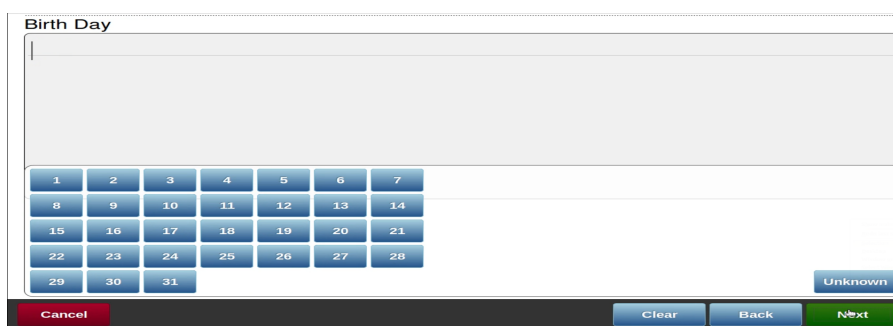 Birth Day
1 2 3 4 5 6 7
8 9 10 11 12 13 14
15 16 17 18 19 20 21
22 23 24 25 26 27 28
29 30 31 Unknown
Cancel Clear Back Next